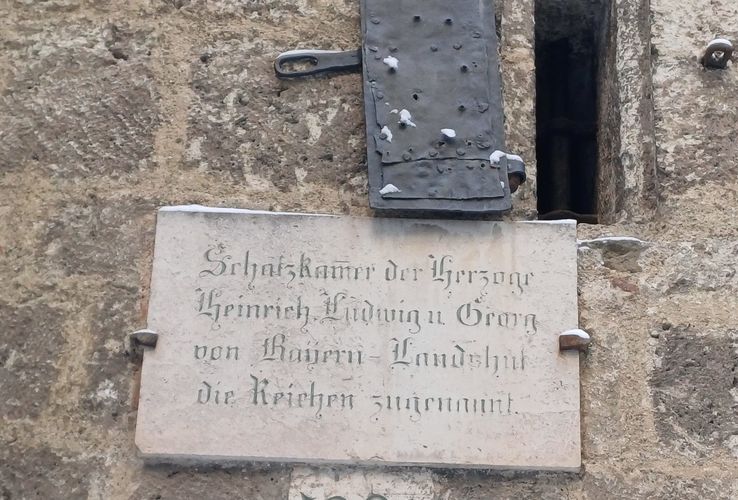 Schatzkam̄er der Herzoge
Heinrich, Ludwig u. Georg
von Bayern-Landshut
die Reichen zugenannt.